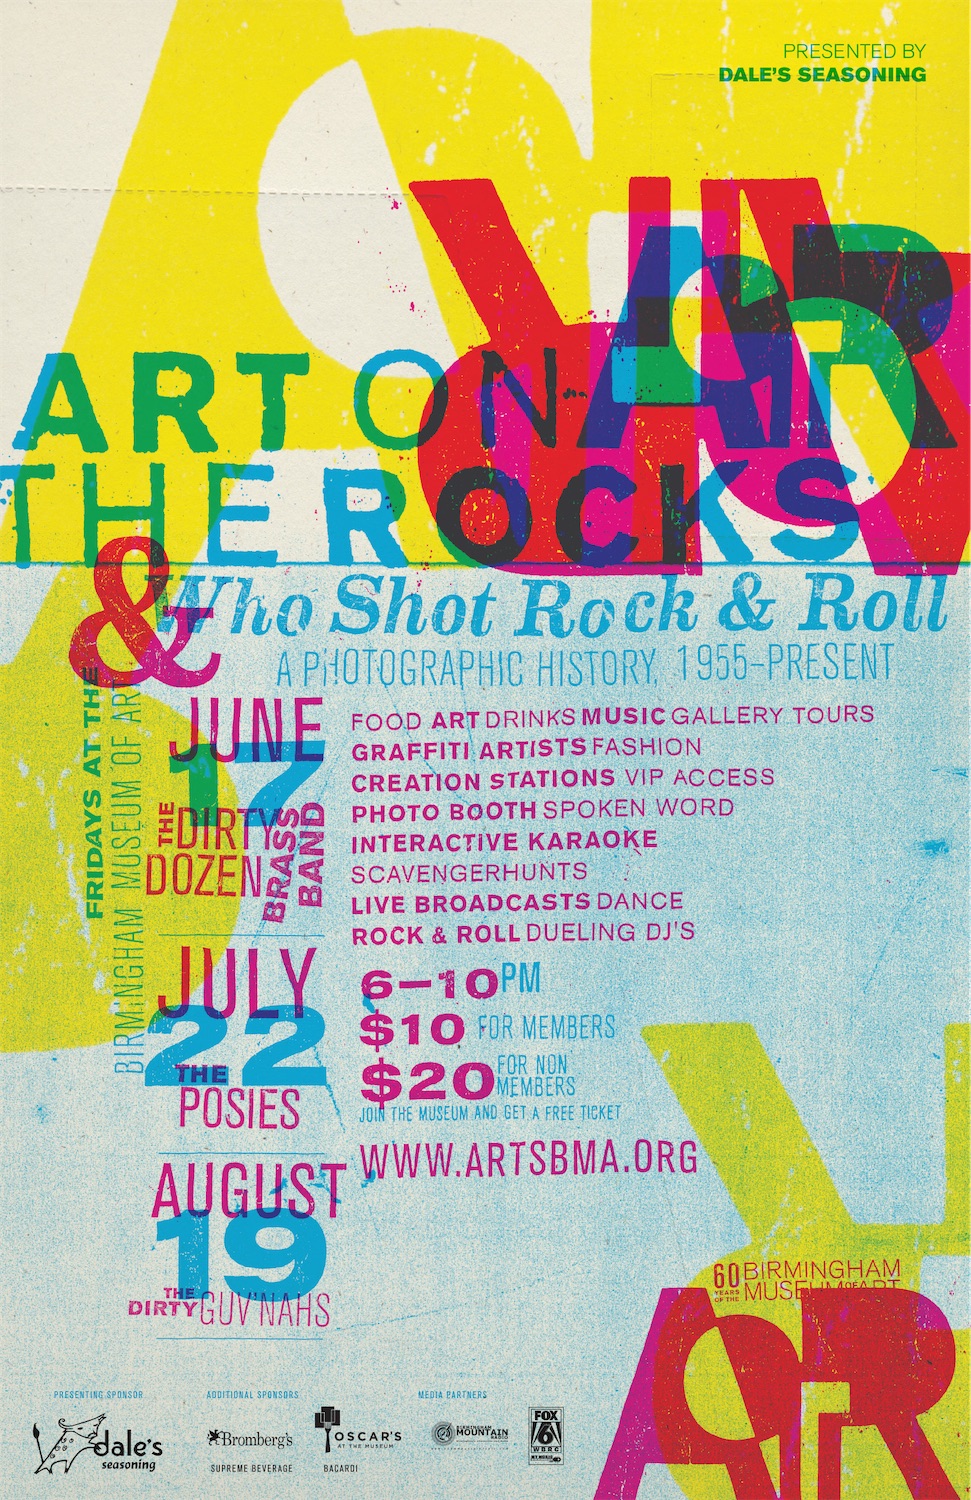 PRESENTED BY
DALE'S SEASONING
ART ON
THE ROCKS
& Who Shot Rock & Roll
A PHOTOGRAPHIC HISTORY, 1955–PRESENT
FRIDAYS AT THE
BIRMINGHAM MUSEUM OF ART
JUNE
17
THE DIRTY
DOZEN
BRASS
BAND
JULY
22
THE
POSIES
AUGUST
19
THE
DIRTY GUV'NAHS
FOOD ART DRINKS MUSIC GALLERY TOURS
GRAFFITI ARTISTS FASHION
CREATION STATIONS VIP ACCESS
PHOTO BOOTH SPOKEN WORD
INTERACTIVE KARAOKE
SCAVENGERHUNTS
LIVE BROADCASTS DANCE
ROCK & ROLL DUELING DJ'S
6–10PM
$10 FOR MEMBERS
$20 FOR NON
MEMBERS
JOIN THE MUSEUM AND GET A FREE TICKET
WWW.ARTSBMA.ORG
60 YEARS OF THE
BIRMINGHAM
MUSEUM OF ART
ART
PRESENTING SPONSOR
dale's
seasoning
ADDITIONAL SPONSORS
Bromberg's
OSCAR'S
AT THE MUSEUM
SUPREME BEVERAGE
BACARDI
MEDIA PARTNERS
BIRMINGHAM
MOUNTAIN
RADIO
FOX
6
WBRC